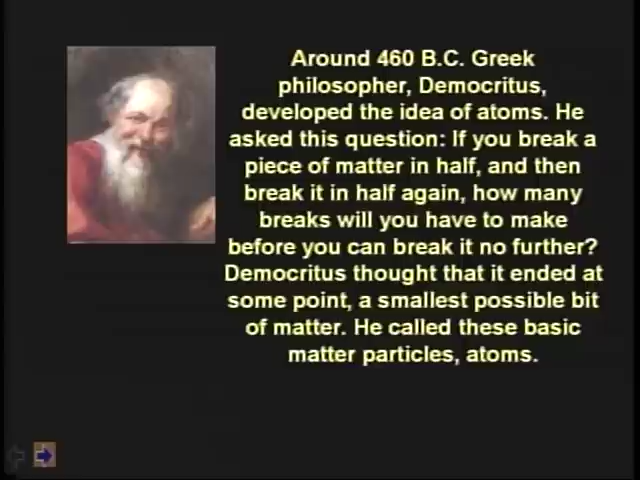 Around 460 B.C. Greek
philosopher, Democritus,
developed the idea of atoms. He
asked this question: If you break a
piece of matter in half, and then
break it in half again, how many
breaks will you have to make
before you can break it no further?
Democritus thought that it ended at
some point, a smallest possible bit
of matter. He called these basic
matter particles, atoms.